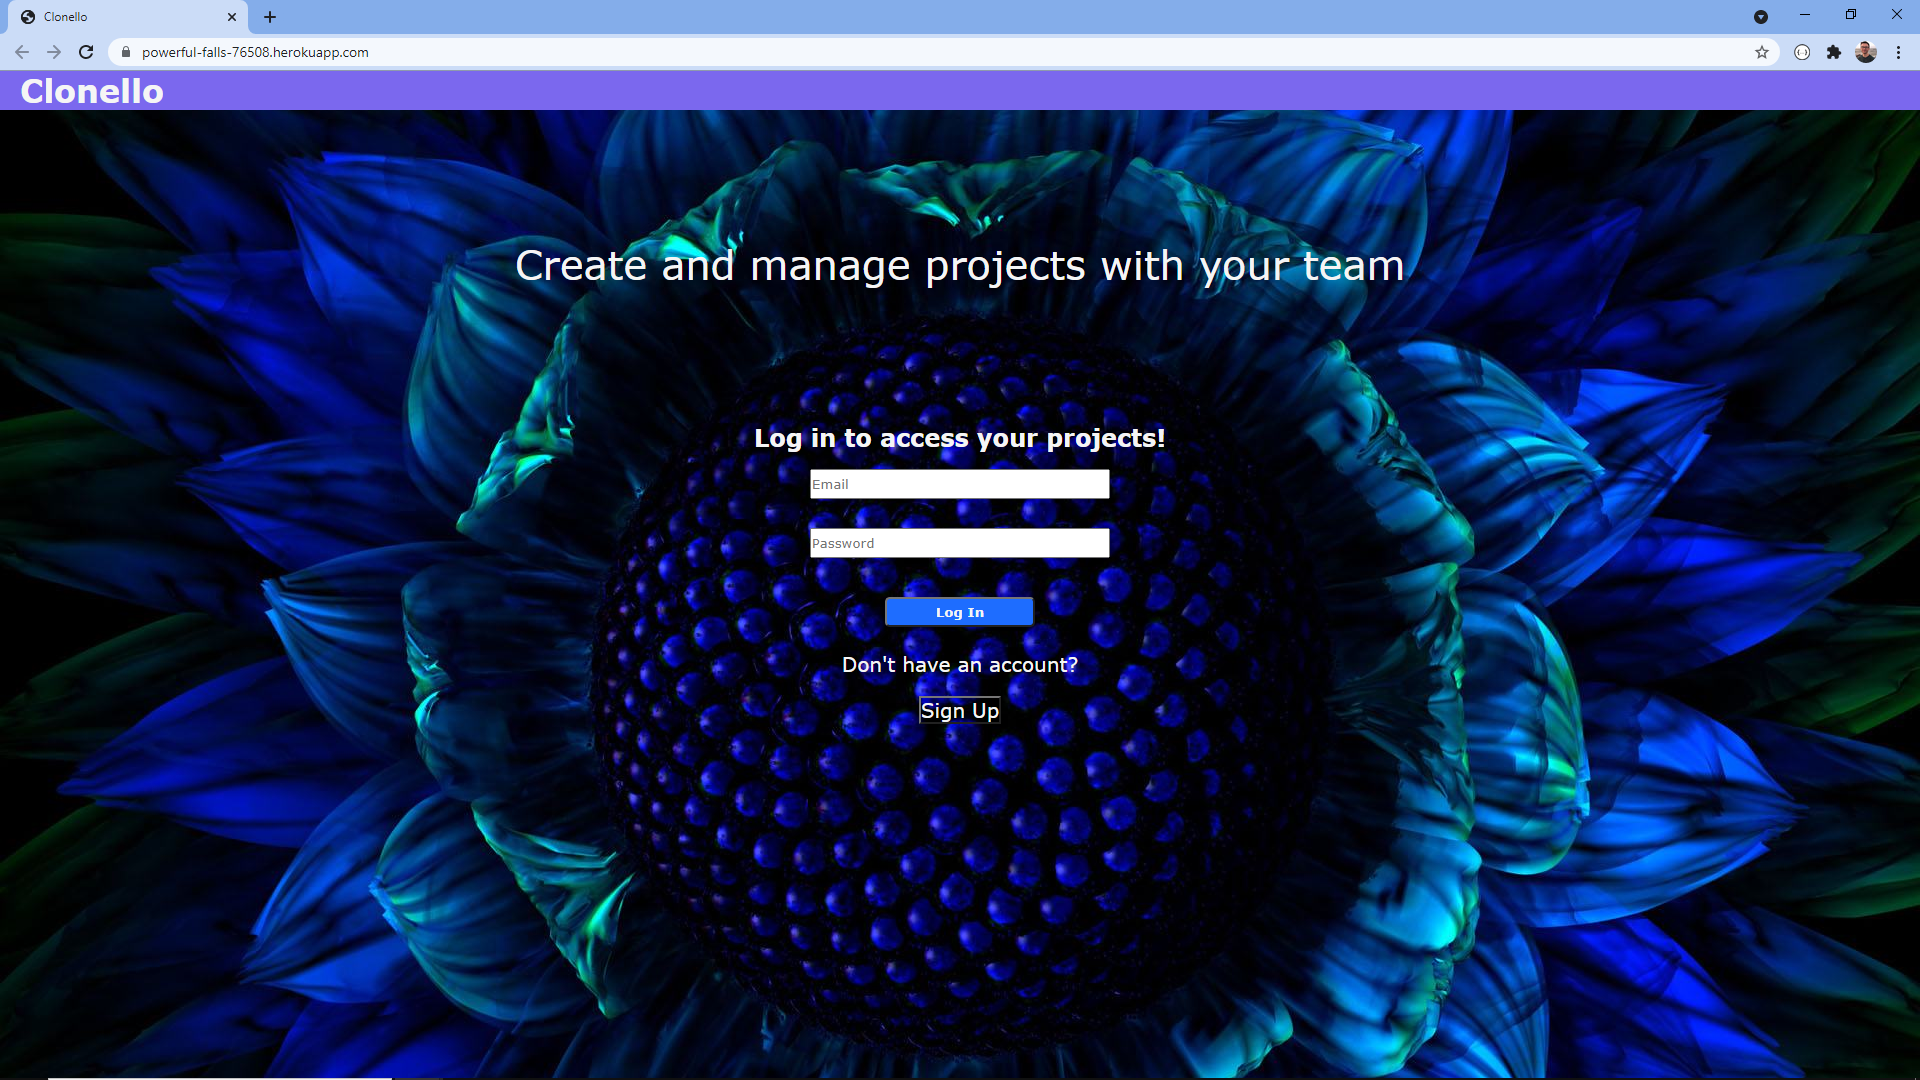 Clonello
powerful-falls-76508.herokuapp.com
Clonello
Create and manage projects with your team
Log in to access your projects!
Email
Password
Log In
Don't have an account?
Sign Up